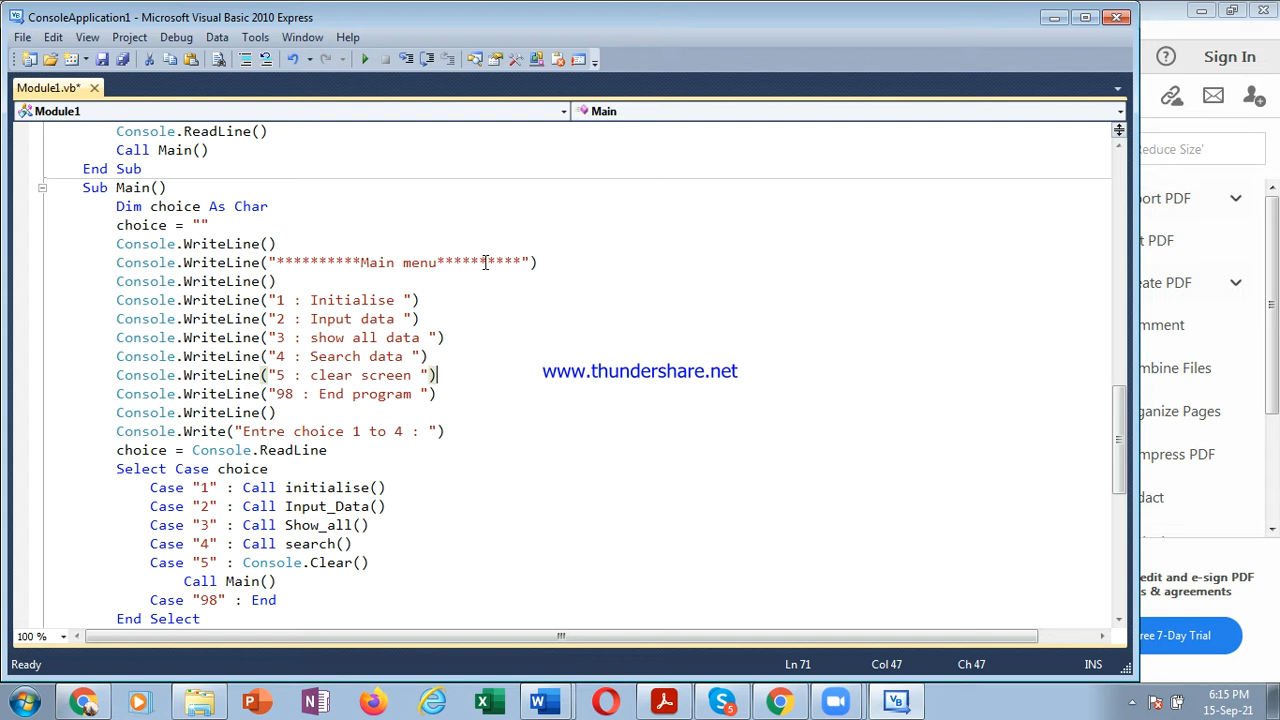 ConsoleApplication1 - Microsoft Visual Basic 2010 Express
File Edit View Project Debug Data Tools Window Help
Sign In
Module1.vb*
Module1
Main
Reduce Size'
Console.ReadLine()
Call Main()
End Sub
Sub Main()
Dim choice As Char
choice = ""
Console.WriteLine()
Console.WriteLine("**********Main menu**********")
Console.WriteLine()
Console.WriteLine("1 : Initialise ")
Console.WriteLine("2 : Input data ")
Console.WriteLine("3 : show all data ")
Console.WriteLine("4 : Search data ")
Console.WriteLine("5 : clear screen ")
Console.WriteLine("98 : End program ")
Console.WriteLine()
Console.Write("Entre choice 1 to 4 : ")
choice = Console.ReadLine
Select Case choice
Case "1" : Call initialise()
Case "2" : Call Input_Data()
Case "3" : Call Show_all()
Case "4" : Call search()
Case "5" : Console.Clear()
Call Main()
Case "98" : End
End Select
www.thundershare.net
port PDF
t PDF
eate PDF
mment
mbine Files
ganize Pages
mpress PDF
dact
edit and e-sign PDF
s & agreements
ree 7-Day Trial
100 %
Ready
Ln 71
Col 47
Ch 47
INS
6:15 PM
15-Sep-21